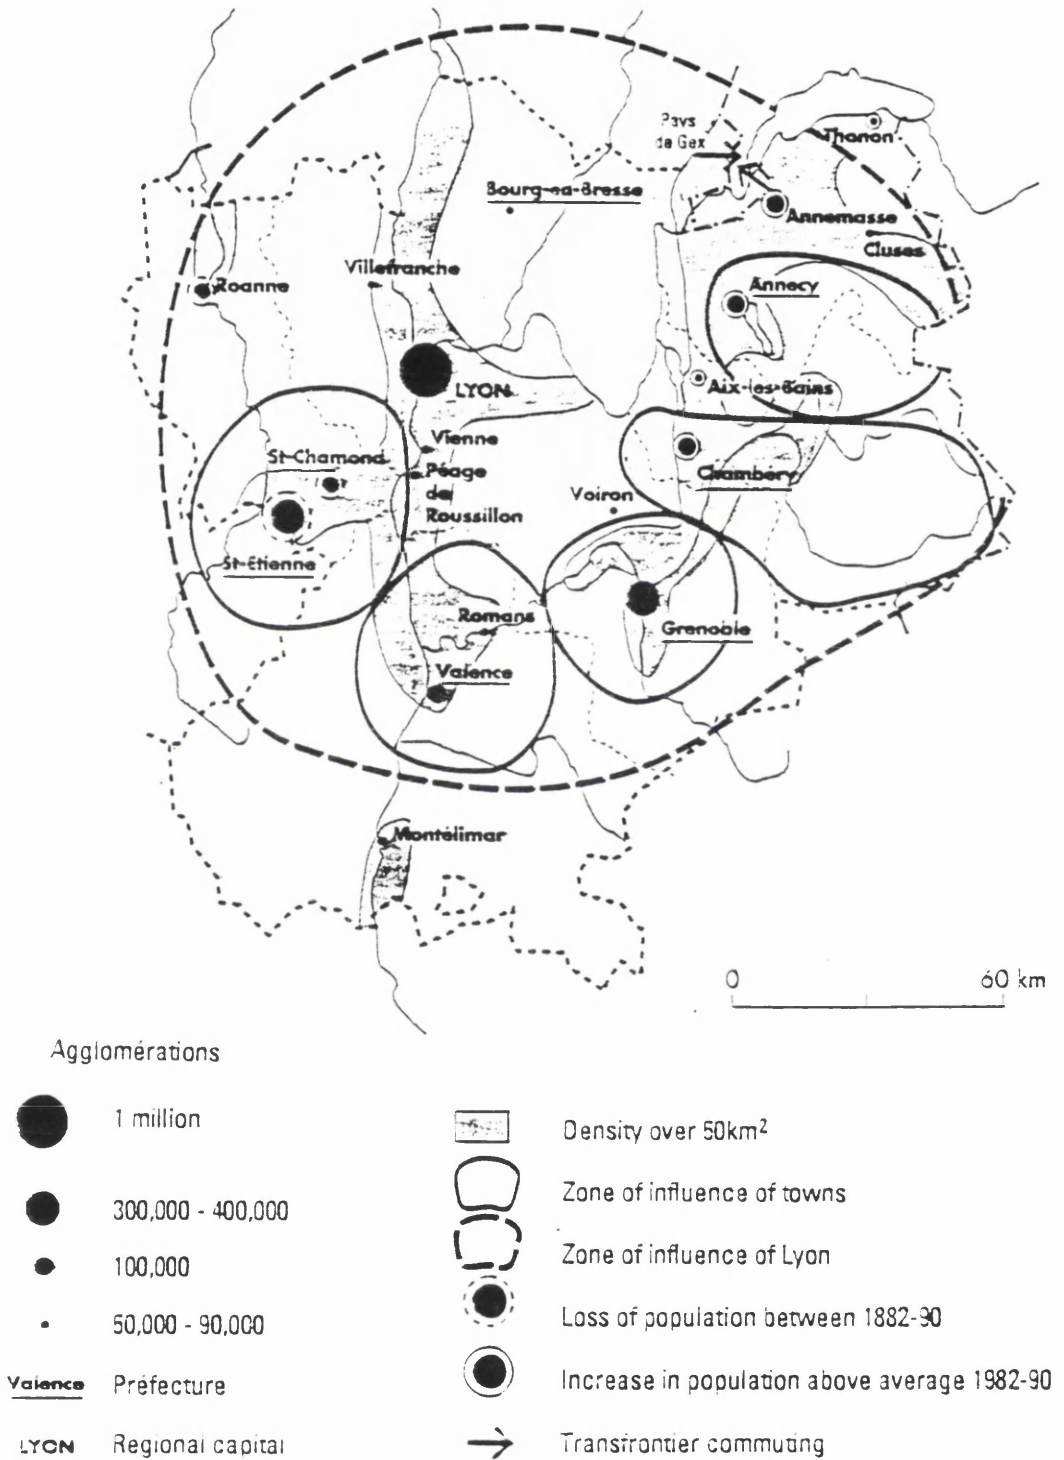 Pays
de Gex
Thonon
Bourg-en-Bresse
Annemasse
Cluses
Villefranche
Roanne
Annecy
LYON
Aix-les-Bains
Vienne
St-Chamond
Péage
de
Roussillon
Chambéry
Voiron
St-Etienne
Romans
Grenoble
Valence
Montélimar
0 60 km
Agglomérations
1 million
300,000 - 400,000
100,000
50,000 - 90,000
Valence Préfecture
LYON Regional capital
Density over 50km²
Zone of influence of towns
Zone of influence of Lyon
Loss of population between 1882-90
Increase in population above average 1982-90
Transfrontier commuting